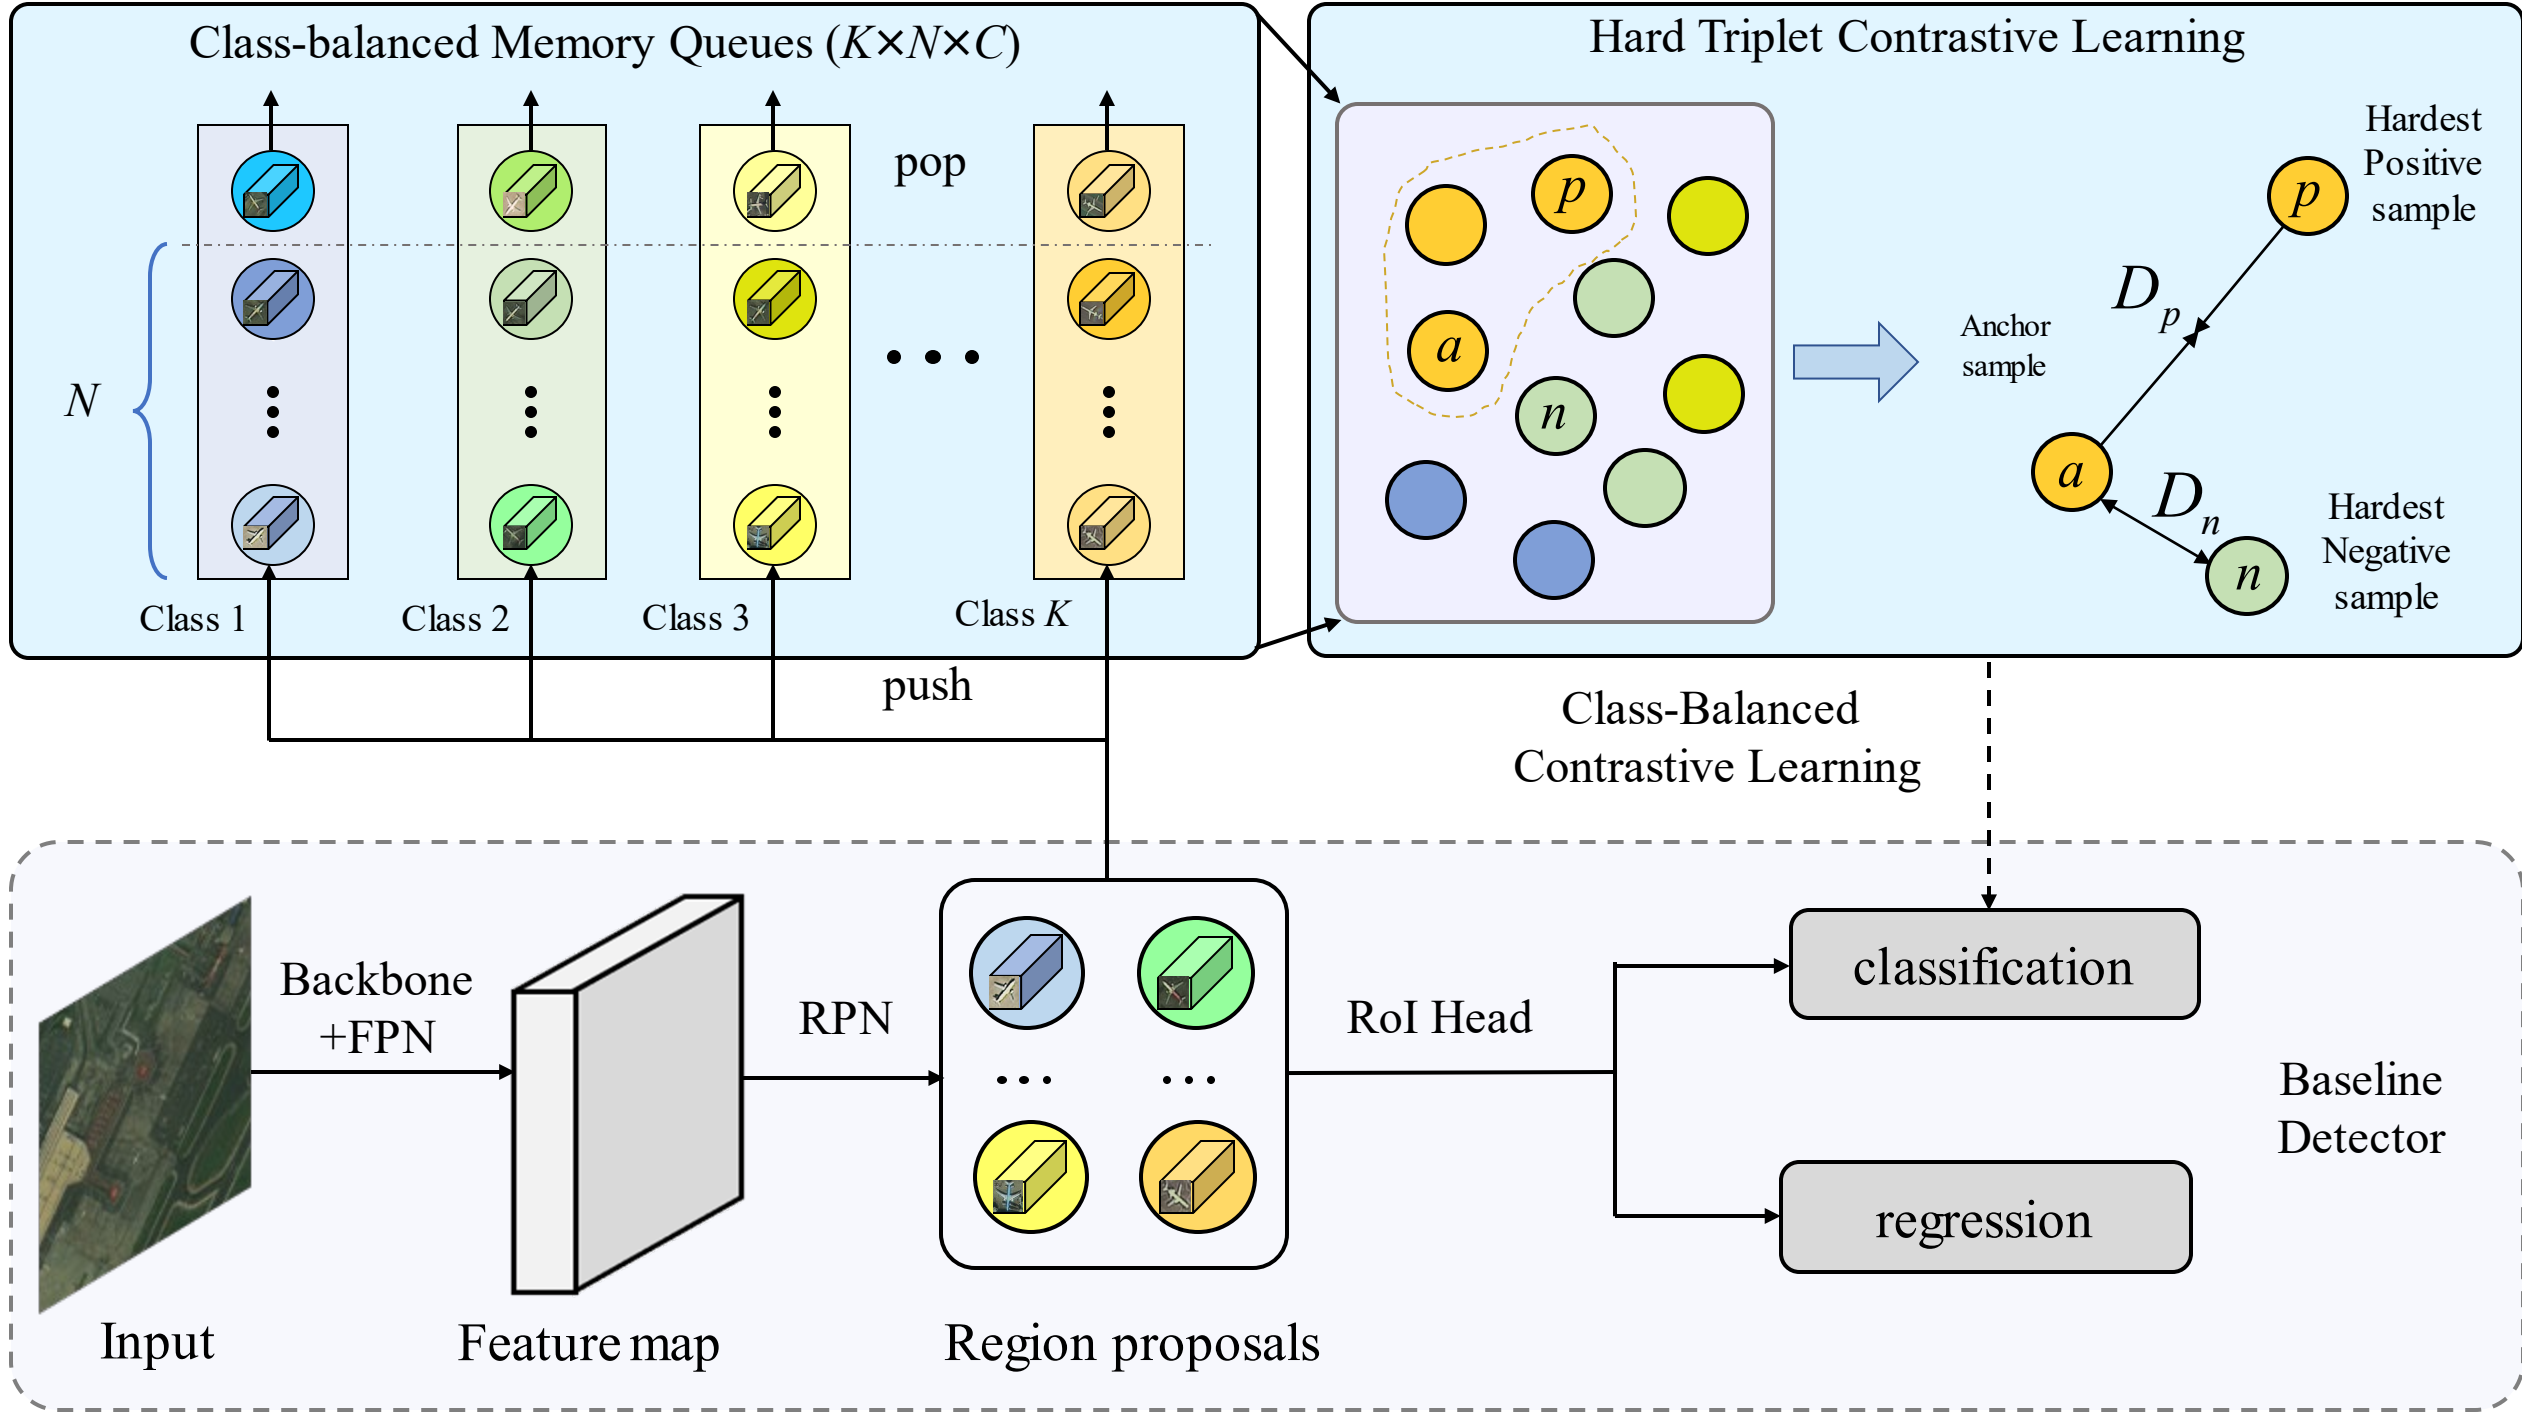 Class-balanced Memory Queues (K×N×C)
pop
N
Class 1
Class 2
Class 3
Class K
push
Hard Triplet Contrastive Learning
p
a
n
Anchor
sample
Hardest
Positive
sample
p
Dp
a
Dn
Hardest
Negative
sample
n
Class-Balanced
Contrastive Learning
Backbone
+FPN
RPN
RoI Head
classification
regression
Baseline
Detector
Input
Feature map
Region proposals